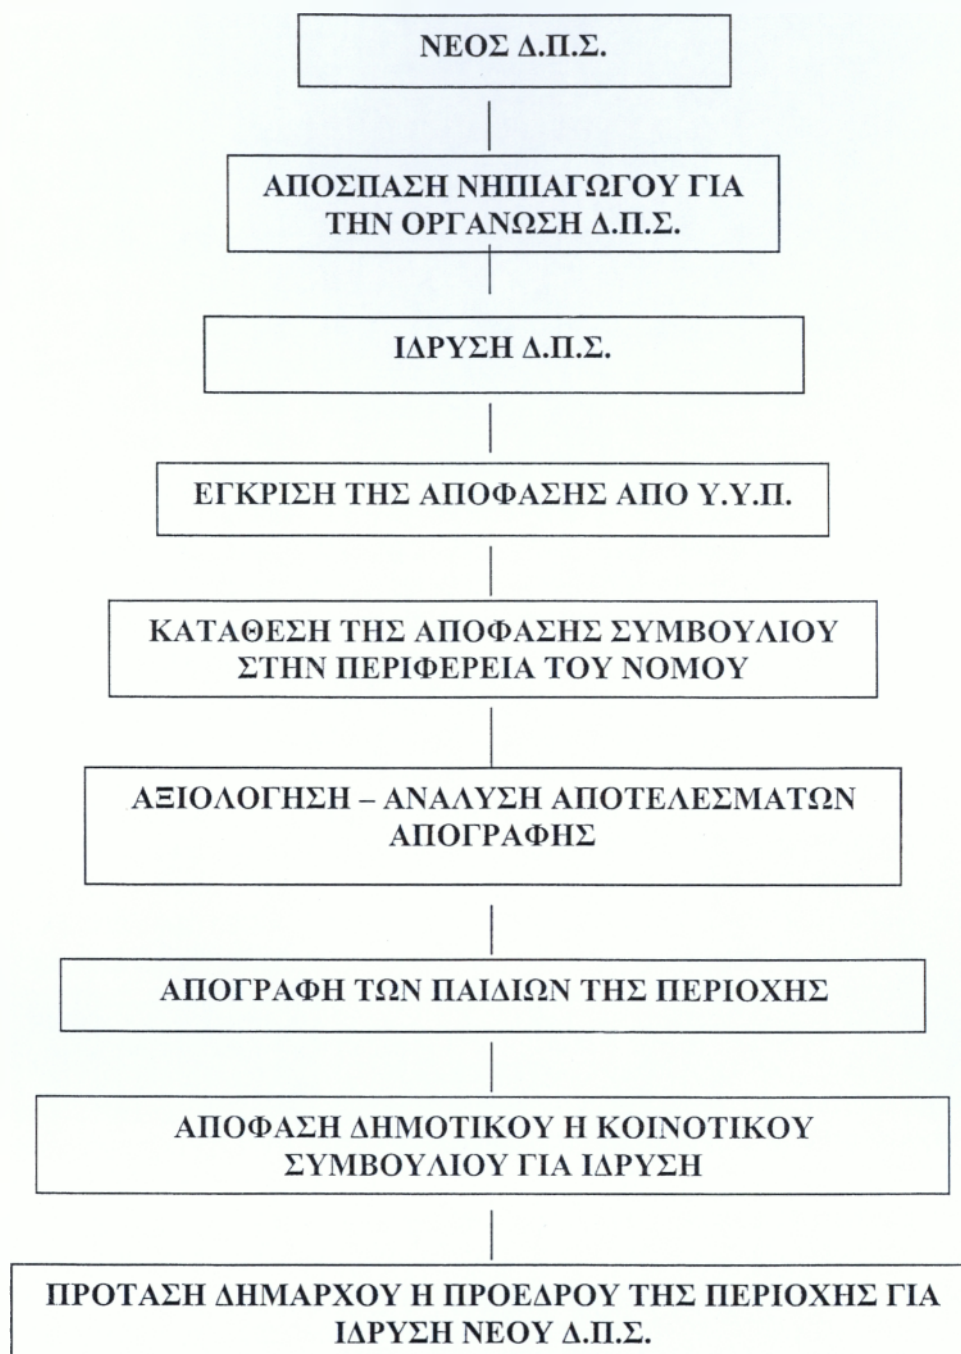 ΝΕΟΣ Δ.Π.Σ.
ΑΠΟΣΠΑΣΗ ΝΗΠΙΑΓΩΓΟΥ ΓΙΑ
ΤΗΝ ΟΡΓΑΝΩΣΗ Δ.Π.Σ.
ΙΔΡΥΣΗ Δ.Π.Σ.
ΕΓΚΡΙΣΗ ΤΗΣ ΑΠΟΦΑΣΗΣ ΑΠΟ Υ.Υ.Π.
ΚΑΤΑΘΕΣΗ ΤΗΣ ΑΠΟΦΑΣΗΣ ΣΥΜΒΟΥΛΙΟΥ
ΣΤΗΝ ΠΕΡΙΦΕΡΕΙΑ ΤΟΥ ΝΟΜΟΥ
ΑΞΙΟΛΟΓΗΣΗ – ΑΝΑΛΥΣΗ ΑΠΟΤΕΛΕΣΜΑΤΩΝ
ΑΠΟΓΡΑΦΗΣ
ΑΠΟΓΡΑΦΗ ΤΩΝ ΠΑΙΔΙΩΝ ΤΗΣ ΠΕΡΙΟΧΗΣ
ΑΠΟΦΑΣΗ ΔΗΜΟΤΙΚΟΥ Η ΚΟΙΝΟΤΙΚΟΥ
ΣΥΜΒΟΥΛΙΟΥ ΓΙΑ ΙΔΡΥΣΗ
ΠΡΟΤΑΣΗ ΔΗΜΑΡΧΟΥ Η ΠΡΟΕΔΡΟΥ ΤΗΣ ΠΕΡΙΟΧΗΣ ΓΙΑ
ΙΔΡΥΣΗ ΝΕΟΥ Δ.Π.Σ.